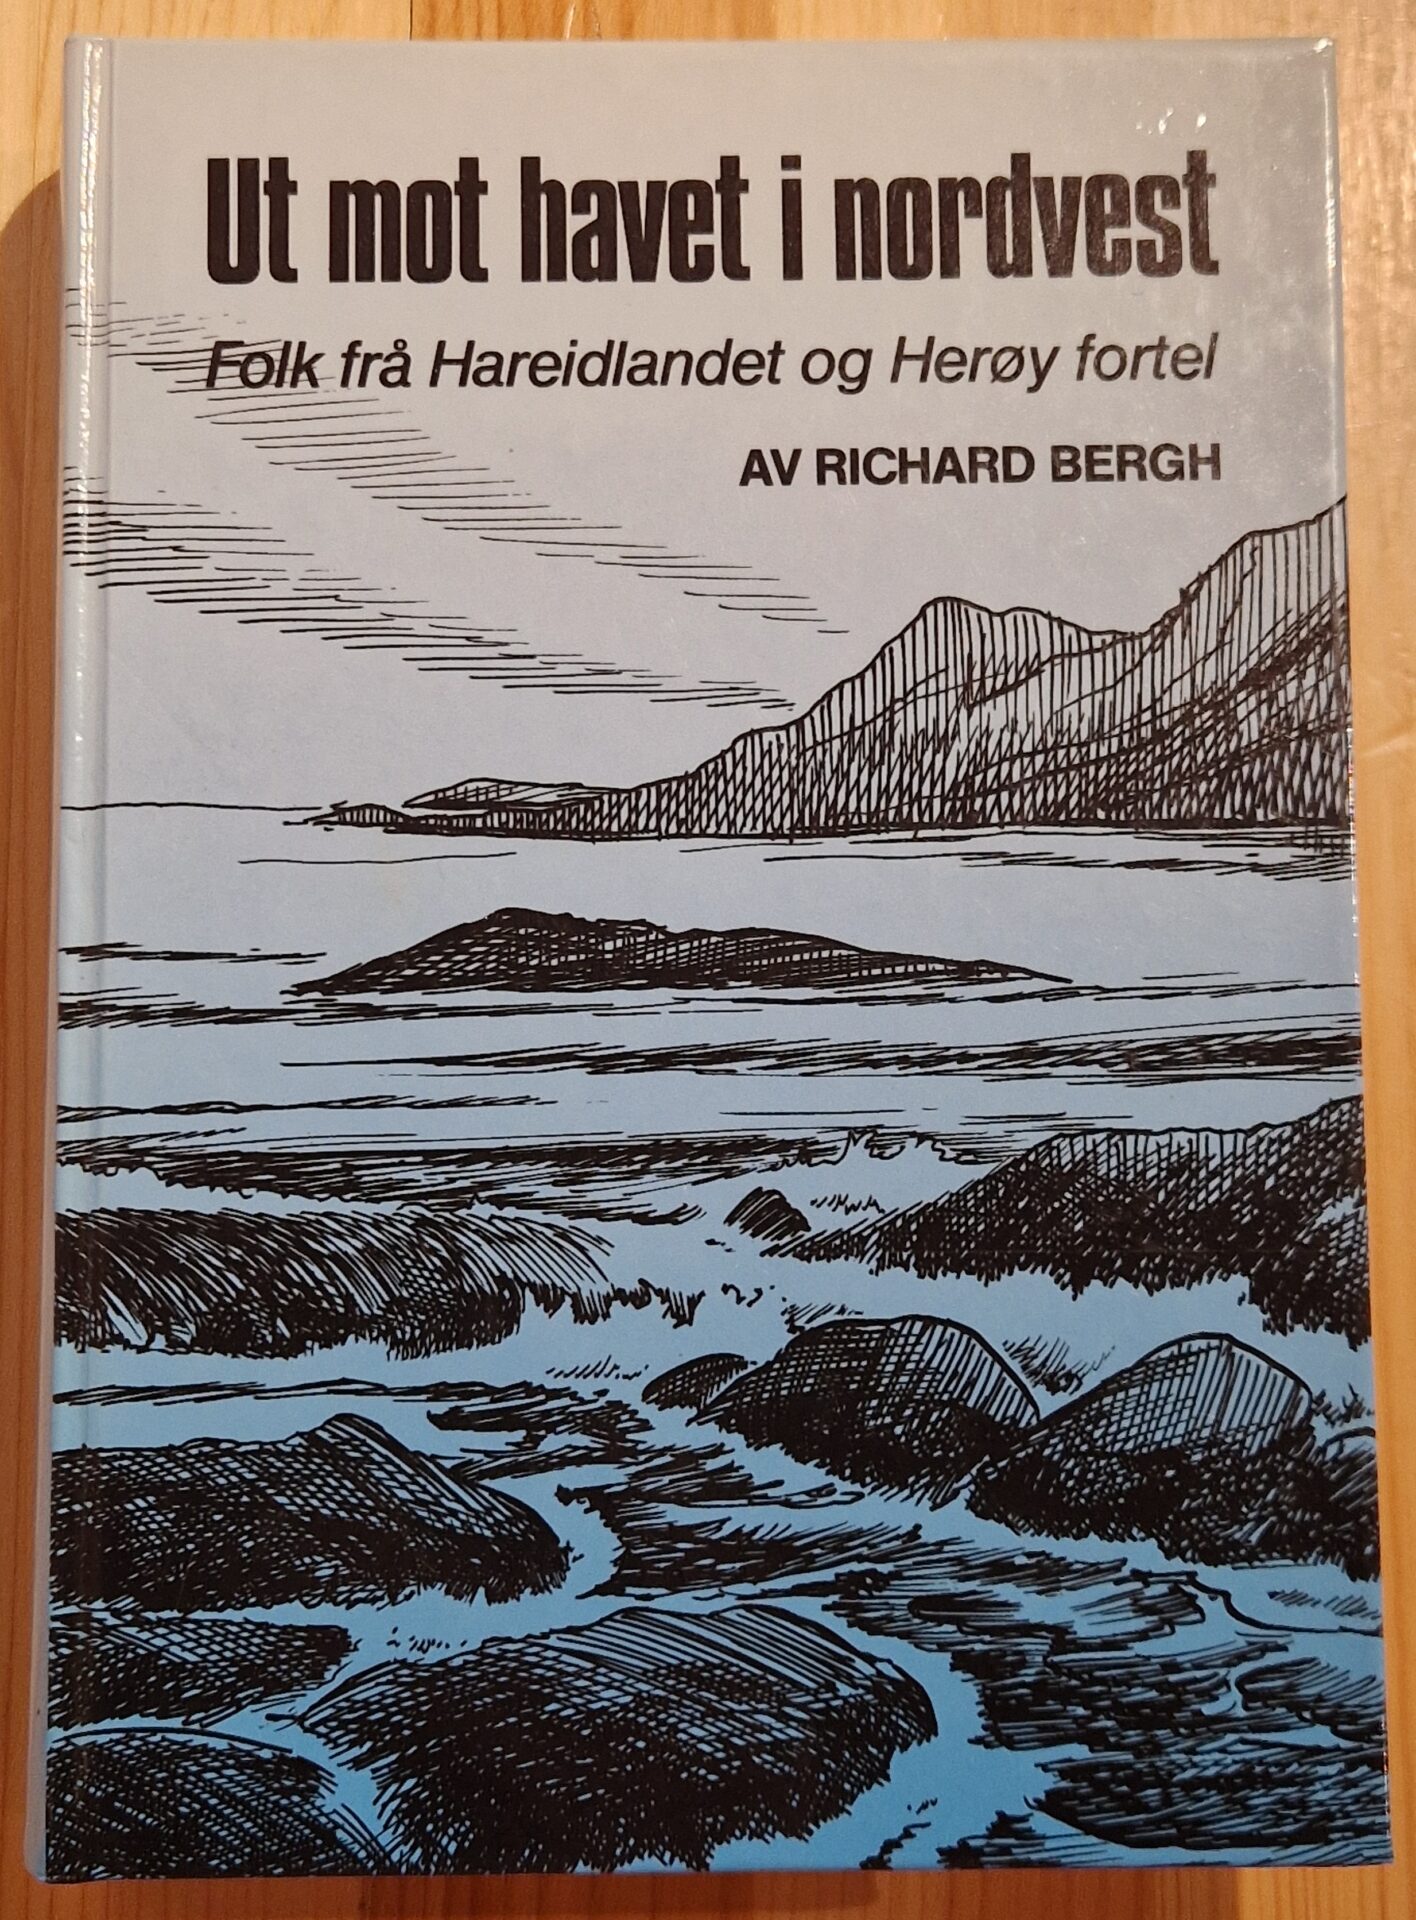 Ut mot havet i nordvest
Folk frå Hareidlandet og Herøy fortel
AV RICHARD BERGH